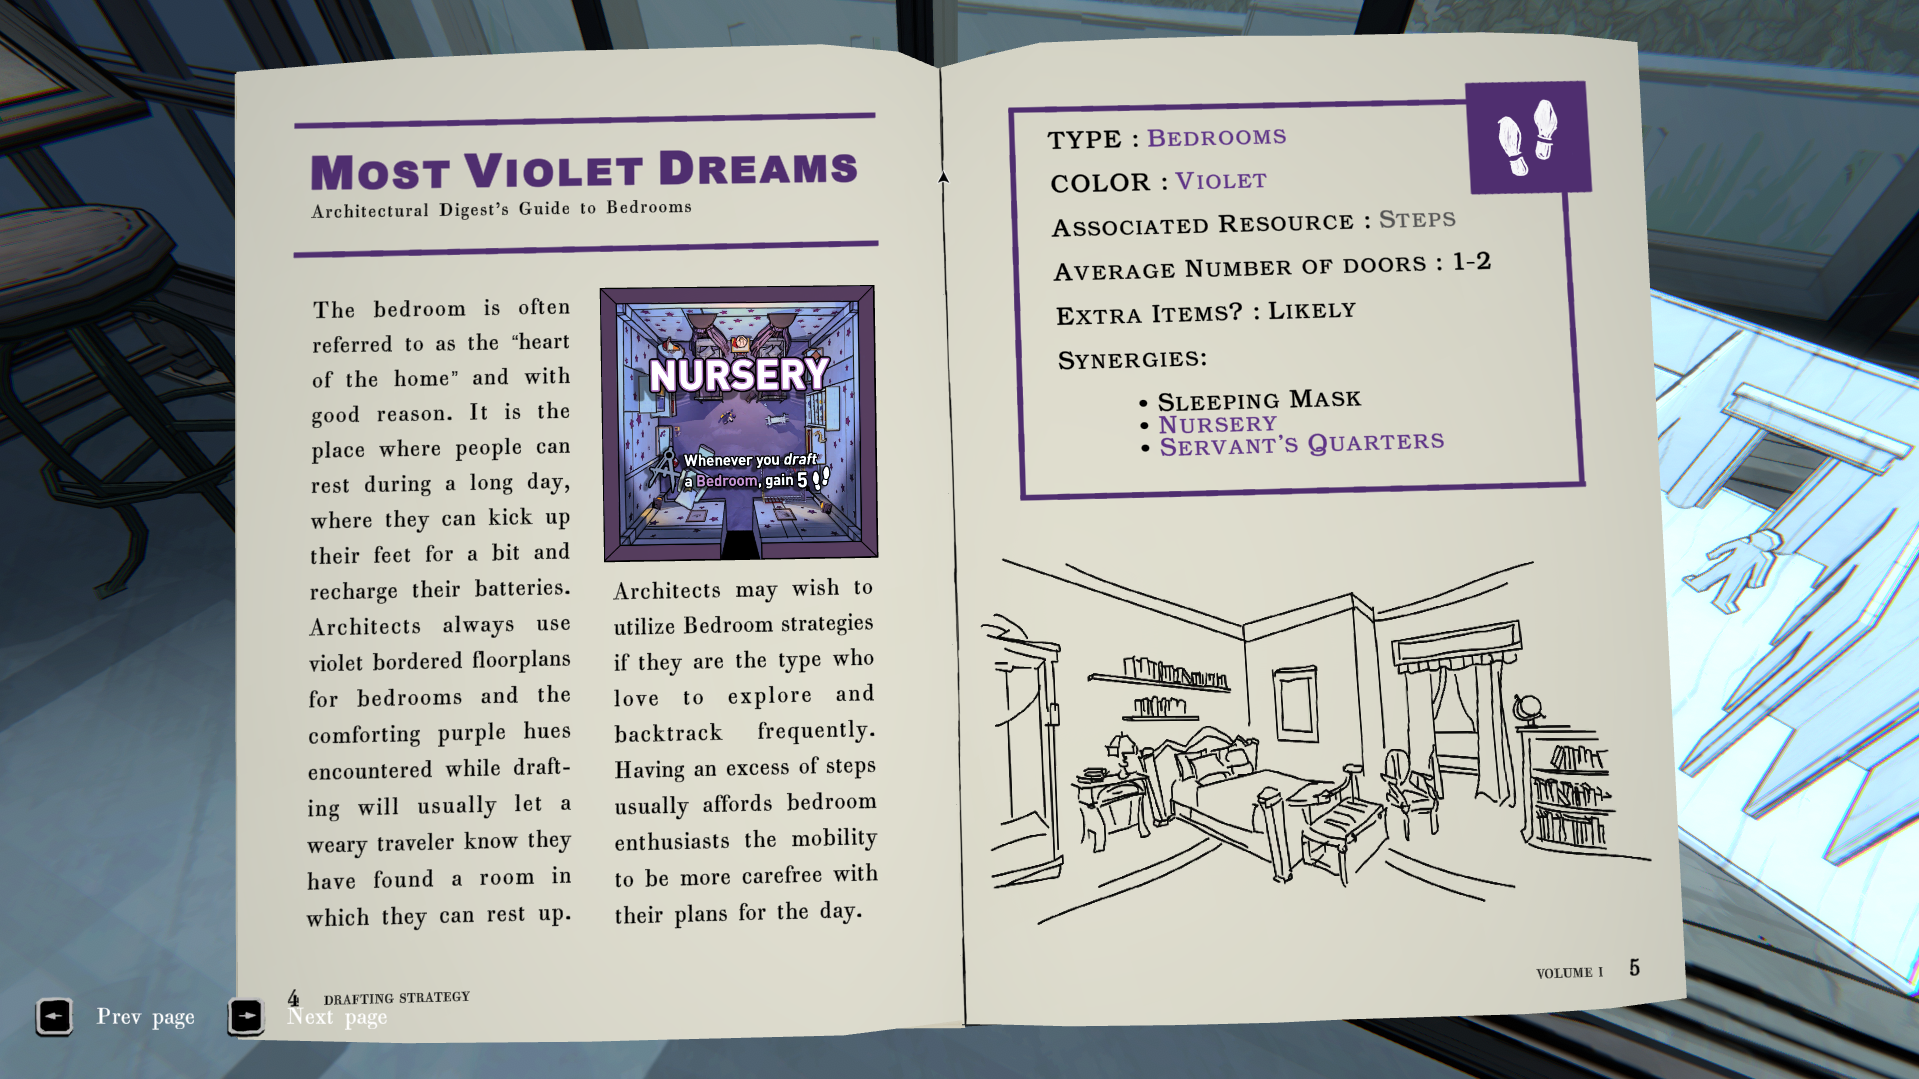 MOST VIOLET DREAMS
Architectural Digest's Guide to Bedrooms
The bedroom is often
referred to as the "heart
of the home" and with
good reason. It is the
place where people can
rest during a long day,
where they can kick up
their feet for a bit and
recharge their batteries.
Architects always use
violet bordered floorplans
for bedrooms and the
comforting purple hues
encountered while draft-
ing will usually let a
weary traveler know they
have found a room in
which they can rest up.
NURSERY
Whenever you draft
a Bedroom, gain 5
Architects may wish to
utilize Bedroom strategies
if they are the type who
love to explore and
backtrack frequently.
Having an excess of steps
usually affords bedroom
enthusiasts the mobility
to be more carefree with
their plans for the day.
4 DRAFTING STRATEGY
TYPE : BEDROOMS
COLOR : VIOLET
ASSOCIATED RESOURCE : STEPS
AVERAGE NUMBER OF DOORS : 1-2
EXTRA ITEMS? : LIKELY
SYNERGIES:
• SLEEPING MASK
• NURSERY
• SERVANT'S QUARTERS
VOLUME I 5
Prev page
Next page